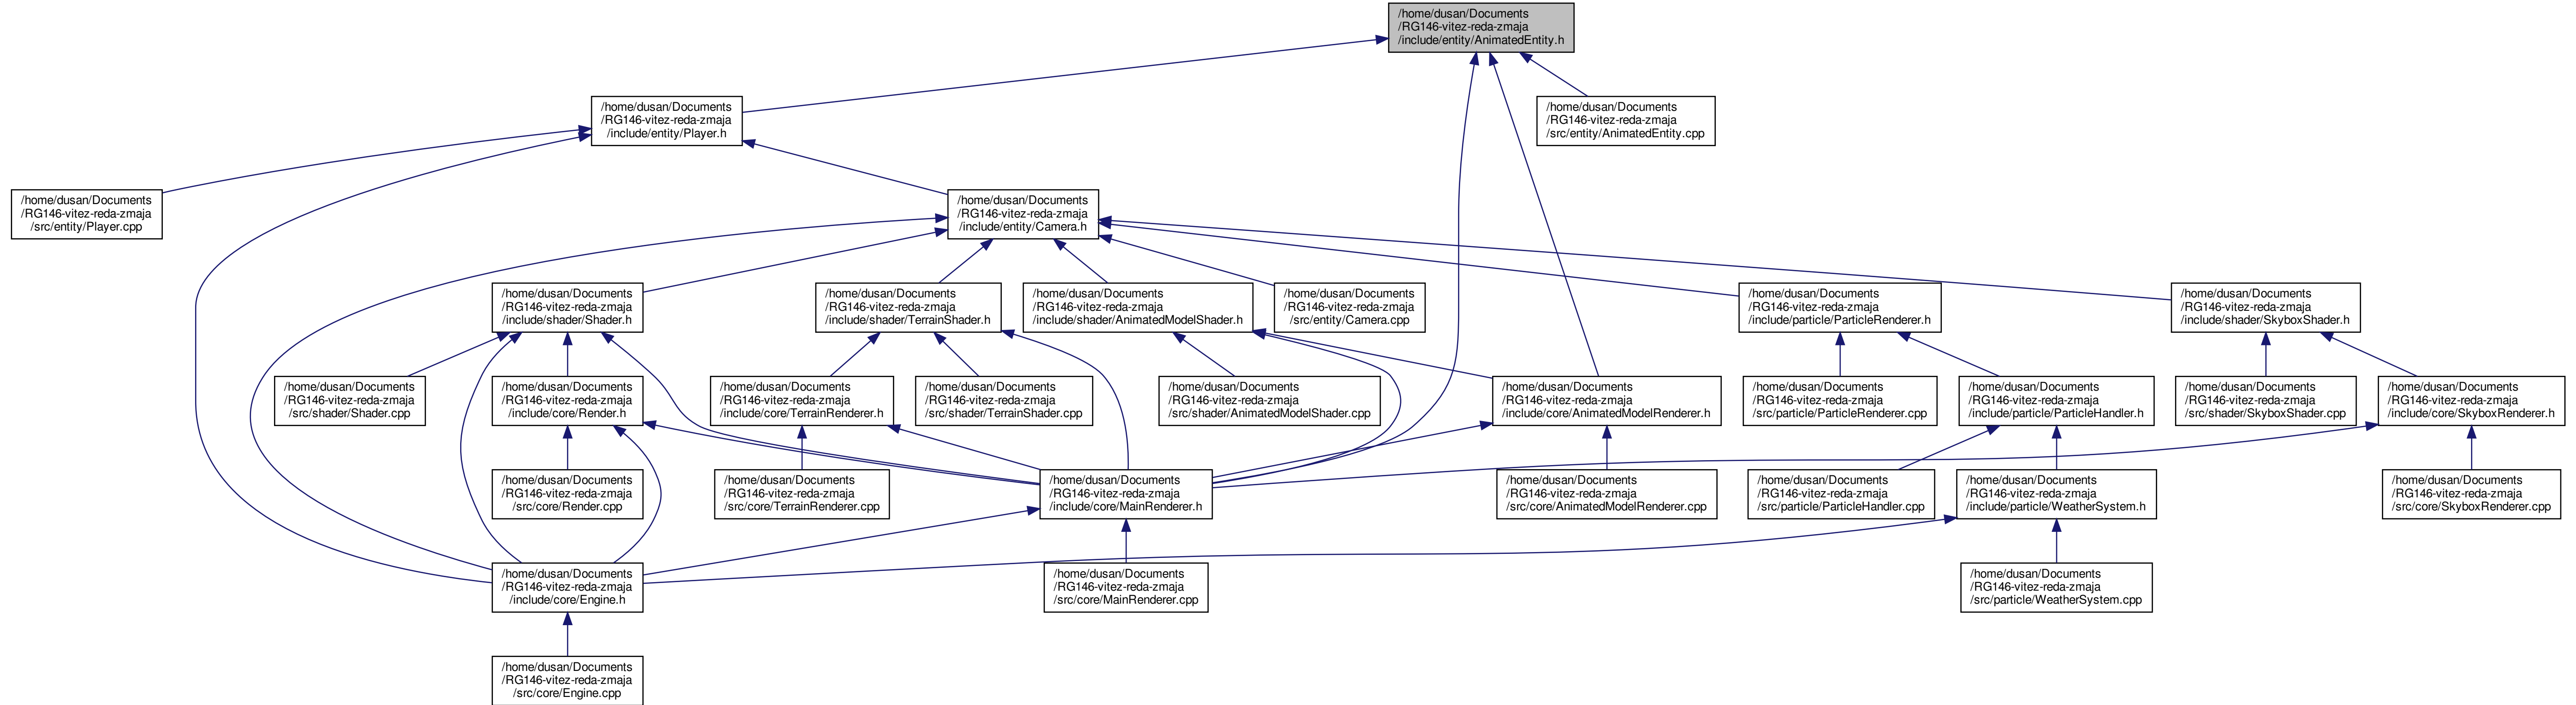 /home/dusan/Documents
/RG146-vitez-reda-zmaja
/include/entity/AnimatedEntity.h
/home/dusan/Documents
/RG146-vitez-reda-zmaja
/include/entity/Player.h
/home/dusan/Documents
/RG146-vitez-reda-zmaja
/src/entity/AnimatedEntity.cpp
/home/dusan/Documents
/RG146-vitez-reda-zmaja
/src/entity/Player.cpp
/home/dusan/Documents
/RG146-vitez-reda-zmaja
/include/entity/Camera.h
/home/dusan/Documents
/RG146-vitez-reda-zmaja
/include/shader/Shader.h
/home/dusan/Documents
/RG146-vitez-reda-zmaja
/include/shader/TerrainShader.h
/home/dusan/Documents
/RG146-vitez-reda-zmaja
/include/shader/AnimatedModelShader.h
/home/dusan/Documents
/RG146-vitez-reda-zmaja
/src/entity/Camera.cpp
/home/dusan/Documents
/RG146-vitez-reda-zmaja
/include/particle/ParticleRenderer.h
/home/dusan/Documents
/RG146-vitez-reda-zmaja
/include/shader/SkyboxShader.h
/home/dusan/Documents
/RG146-vitez-reda-zmaja
/src/shader/Shader.cpp
/home/dusan/Documents
/RG146-vitez-reda-zmaja
/include/core/Render.h
/home/dusan/Documents
/RG146-vitez-reda-zmaja
/include/core/TerrainRenderer.h
/home/dusan/Documents
/RG146-vitez-reda-zmaja
/src/shader/TerrainShader.cpp
/home/dusan/Documents
/RG146-vitez-reda-zmaja
/src/shader/AnimatedModelShader.cpp
/home/dusan/Documents
/RG146-vitez-reda-zmaja
/include/core/AnimatedModelRenderer.h
/home/dusan/Documents
/RG146-vitez-reda-zmaja
/src/particle/ParticleRenderer.cpp
/home/dusan/Documents
/RG146-vitez-reda-zmaja
/include/particle/ParticleHandler.h
/home/dusan/Documents
/RG146-vitez-reda-zmaja
/src/shader/SkyboxShader.cpp
/home/dusan/Documents
/RG146-vitez-reda-zmaja
/include/core/SkyboxRenderer.h
/home/dusan/Documents
/RG146-vitez-reda-zmaja
/src/core/Render.cpp
/home/dusan/Documents
/RG146-vitez-reda-zmaja
/src/core/TerrainRenderer.cpp
/home/dusan/Documents
/RG146-vitez-reda-zmaja
/include/core/MainRenderer.h
/home/dusan/Documents
/RG146-vitez-reda-zmaja
/src/core/AnimatedModelRenderer.cpp
/home/dusan/Documents
/RG146-vitez-reda-zmaja
/src/particle/ParticleHandler.cpp
/home/dusan/Documents
/RG146-vitez-reda-zmaja
/include/particle/WeatherSystem.h
/home/dusan/Documents
/RG146-vitez-reda-zmaja
/src/core/SkyboxRenderer.cpp
/home/dusan/Documents
/RG146-vitez-reda-zmaja
/include/core/Engine.h
/home/dusan/Documents
/RG146-vitez-reda-zmaja
/src/core/MainRenderer.cpp
/home/dusan/Documents
/RG146-vitez-reda-zmaja
/src/particle/WeatherSystem.cpp
/home/dusan/Documents
/RG146-vitez-reda-zmaja
/src/core/Engine.cpp